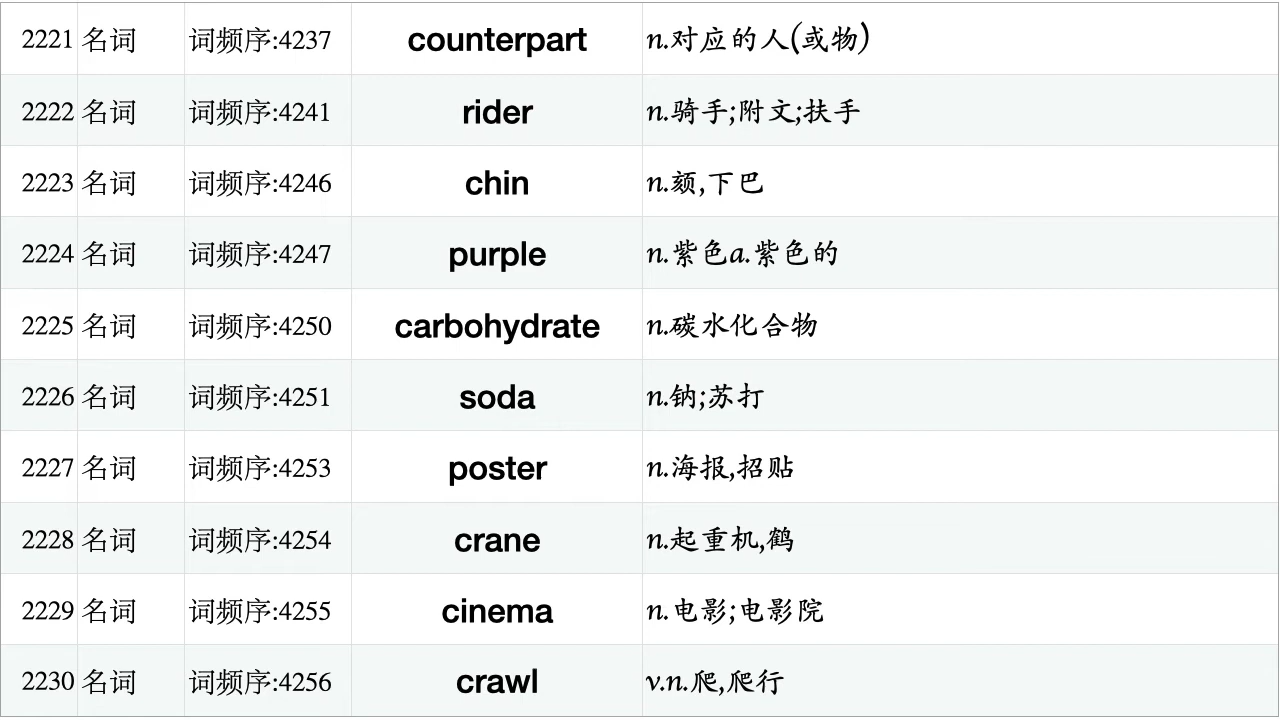 2221 名词 词频序:4237 counterpart n.对应的人(或物)
2222 名词 词频序:4241 rider n.骑手;附文;扶手
2223 名词 词频序:4246 chin n.颏,下巴
2224 名词 词频序:4247 purple n.紫色a.紫色的
2225 名词 词频序:4250 carbohydrate n.碳水化合物
2226 名词 词频序:4251 soda n.钠;苏打
2227 名词 词频序:4253 poster n.海报,招贴
2228 名词 词频序:4254 crane n.起重机,鹤
2229 名词 词频序:4255 cinema n.电影;电影院
2230 名词 词频序:4256 crawl v.n.爬,爬行